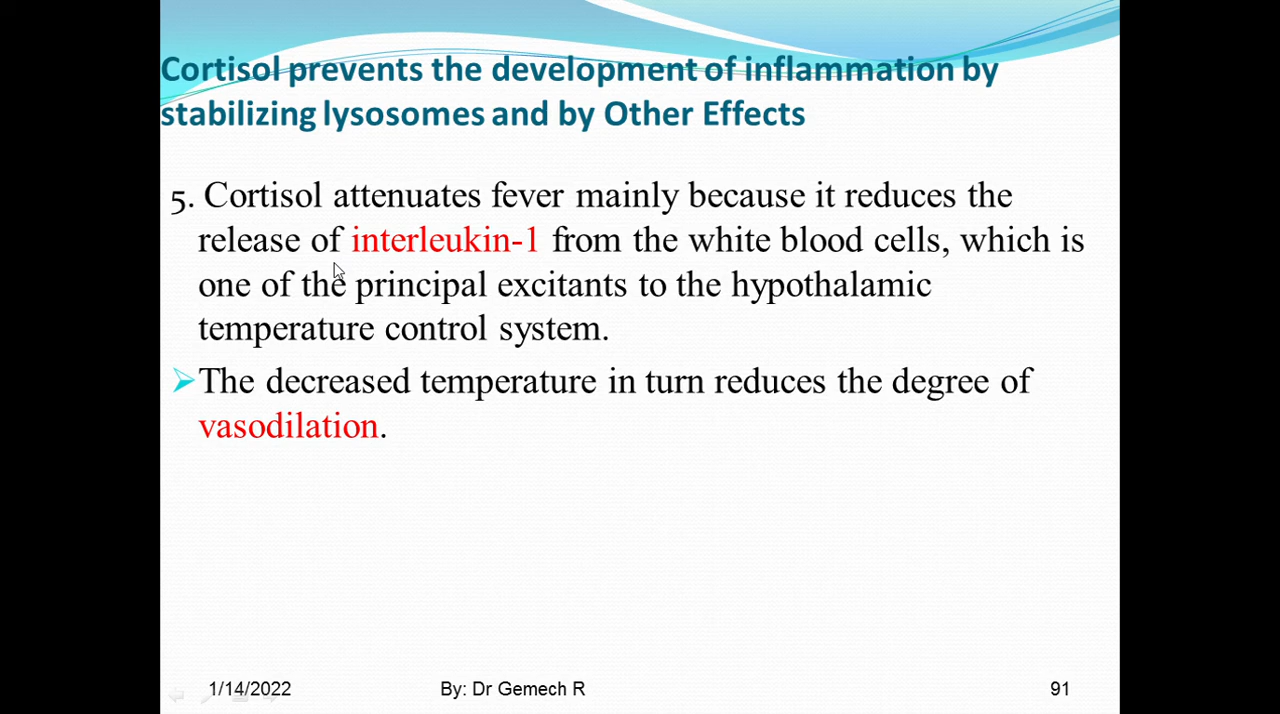 Cortisol prevents the development of inflammation by
stabilizing lysosomes and by Other Effects
5. Cortisol attenuates fever mainly because it reduces the
release of interleukin-1 from the white blood cells, which is
one of the principal excitants to the hypothalamic
temperature control system.
The decreased temperature in turn reduces the degree of
vasodilation.
1/14/2022 By: Dr Gemech R 91